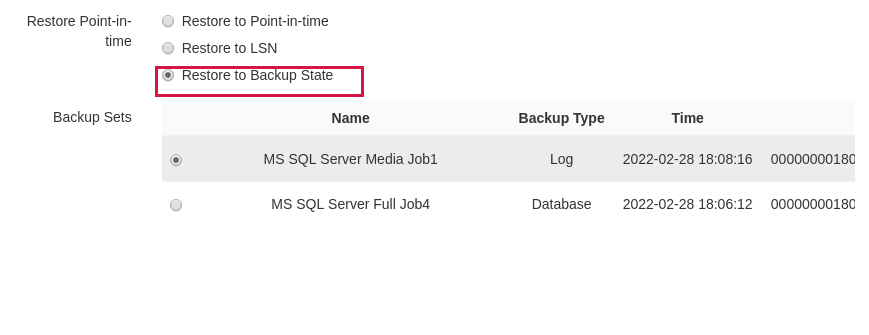 Restore Point-in-
time
Restore to Point-in-time
Restore to LSN
Restore to Backup State
Backup Sets
Name Backup Type Time
MS SQL Server Media Job1 Log 2022-02-28 18:08:16 00000000180
MS SQL Server Full Job4 Database 2022-02-28 18:06:12 00000000180